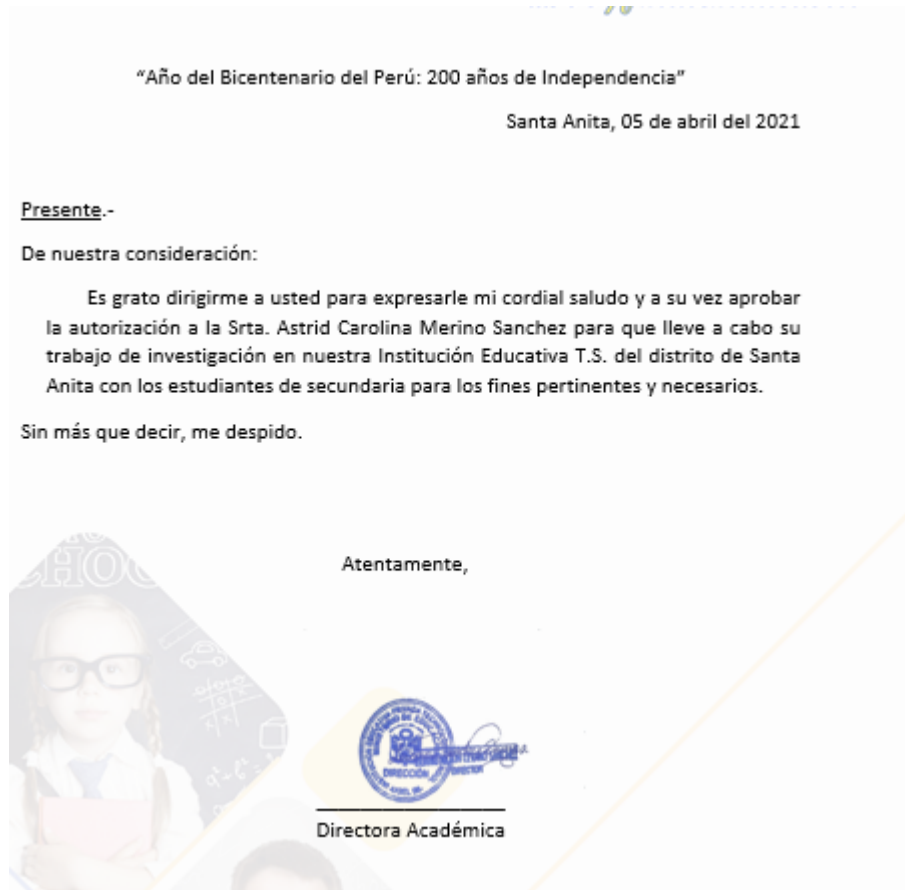 “Año del Bicentenario del Perú: 200 años de Independencia”
Santa Anita, 05 de abril del 2021
Presente.-
De nuestra consideración:
Es grato dirigirme a usted para expresarle mi cordial saludo y a su vez aprobar
la autorización a la Srta. Astrid Carolina Merino Sanchez para que lleve a cabo su
trabajo de investigación en nuestra Institución Educativa T.S. del distrito de Santa
Anita con los estudiantes de secundaria para los fines pertinentes y necesarios.
Sin más que decir, me despido.
Atentamente,
DIRECCIÓN
DIRECTOR
Directora Académica